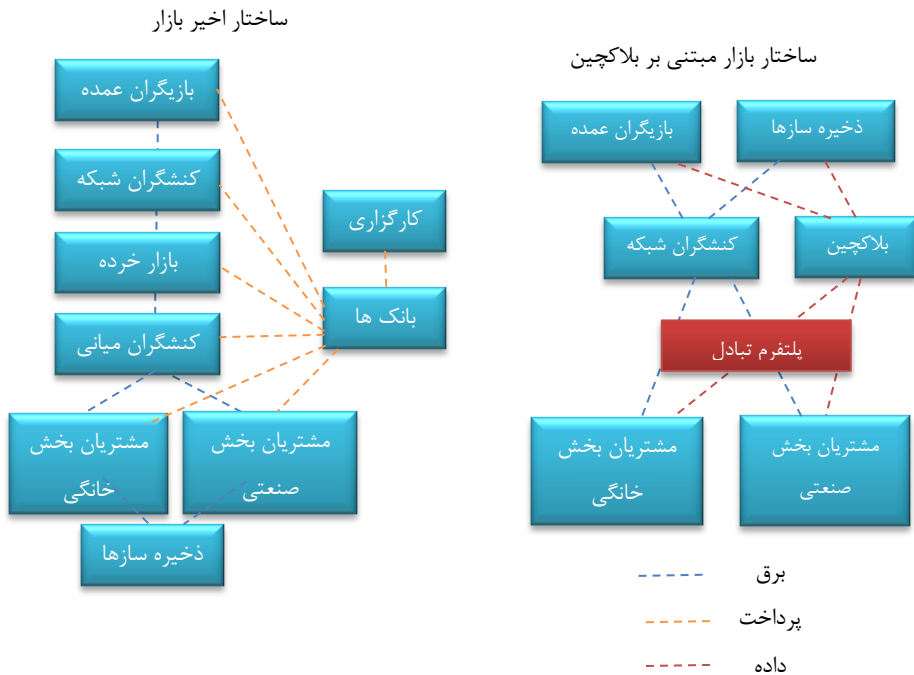 ساختار اخیر بازار
بازیگران عمده
کنشگران شبکه
بازار خرده
کنشگران میانی
کارگزاری
بانک ها
مشتریان بخش
خانگی
مشتریان بخش
صنعتی
ذخیره سازها
ساختار بازار مبتنی بر بلاکچین
بازیگران عمده
ذخیره سازها
کنشگران شبکه
بلاکچین
پلتفرم تبادل
مشتریان بخش
خانگی
مشتریان بخش
صنعتی
برق
پرداخت
داده